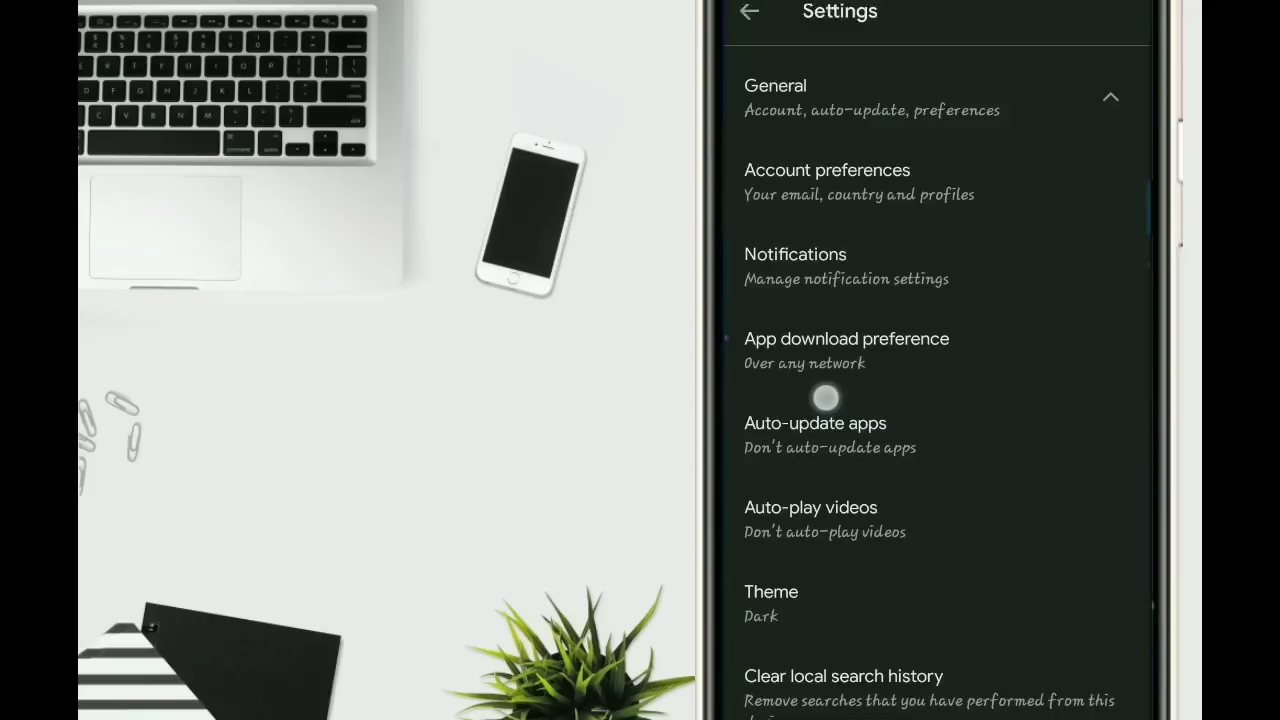 Settings
General
Account, auto-update, preferences
Account preferences
Your email, country and profiles
Notifications
Manage notification settings
App download preference
Over any network
Auto-update apps
Don't auto-update apps
Auto-play videos
Don't auto-play videos
Theme
Dark
Clear local search history
Remove searches that you have performed from this